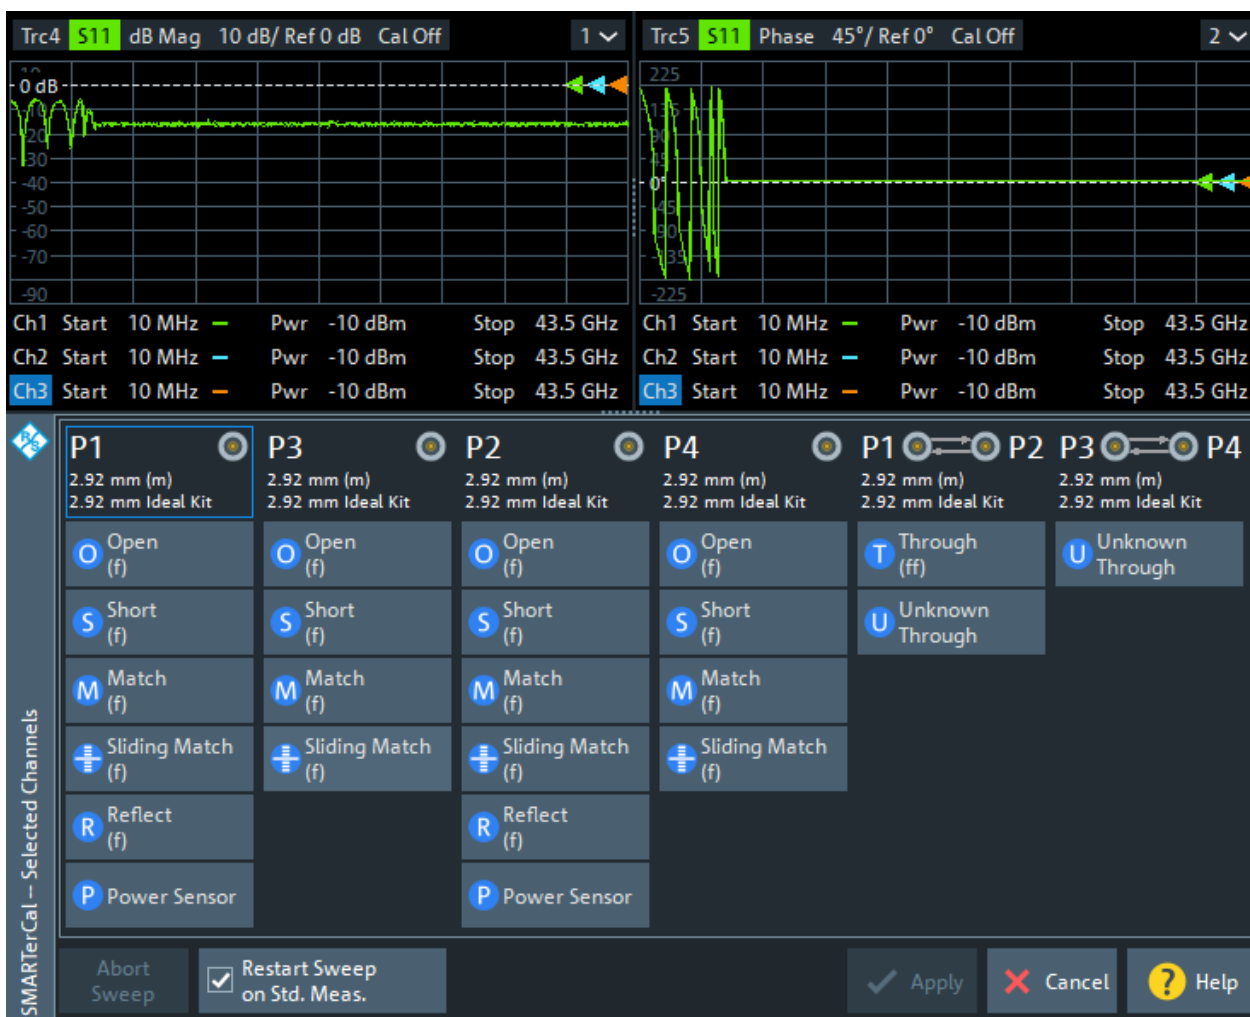 Trc4 S11 dB Mag 10 dB/ Ref 0 dB Cal Off 1
Trc5 S11 Phase 45°/ Ref 0° Cal Off 2
0 dB
-10
-20
-30
-40
-50
-60
-70
-90
225
135
90
45
0°
-45
-90
-135
-225
Ch1 Start 10 MHz Pwr -10 dBm Stop 43.5 GHz
Ch2 Start 10 MHz Pwr -10 dBm Stop 43.5 GHz
Ch3 Start 10 MHz Pwr -10 dBm Stop 43.5 GHz
Ch1 Start 10 MHz Pwr -10 dBm Stop 43.5 GHz
Ch2 Start 10 MHz Pwr -10 dBm Stop 43.5 GHz
Ch3 Start 10 MHz Pwr -10 dBm Stop 43.5 GHz
R&S
SMARTerCal – Selected Channels
P1
2.92 mm (m)
2.92 mm Ideal Kit
O Open
(f)
S Short
(f)
M Match
(f)
Sliding Match
(f)
R Reflect
(f)
P Power Sensor
P3
2.92 mm (m)
2.92 mm Ideal Kit
O Open
(f)
S Short
(f)
M Match
(f)
Sliding Match
(f)
P2
2.92 mm (m)
2.92 mm Ideal Kit
O Open
(f)
S Short
(f)
M Match
(f)
Sliding Match
(f)
R Reflect
(f)
P Power Sensor
P4
2.92 mm (m)
2.92 mm Ideal Kit
O Open
(f)
S Short
(f)
M Match
(f)
Sliding Match
(f)
P1 P2
2.92 mm (m)
2.92 mm Ideal Kit
T Through
(ff)
U Unknown
Through
P3 P4
2.92 mm (m)
2.92 mm Ideal Kit
U Unknown
Through
Abort
Sweep
Restart Sweep
on Std. Meas.
Apply
Cancel
? Help